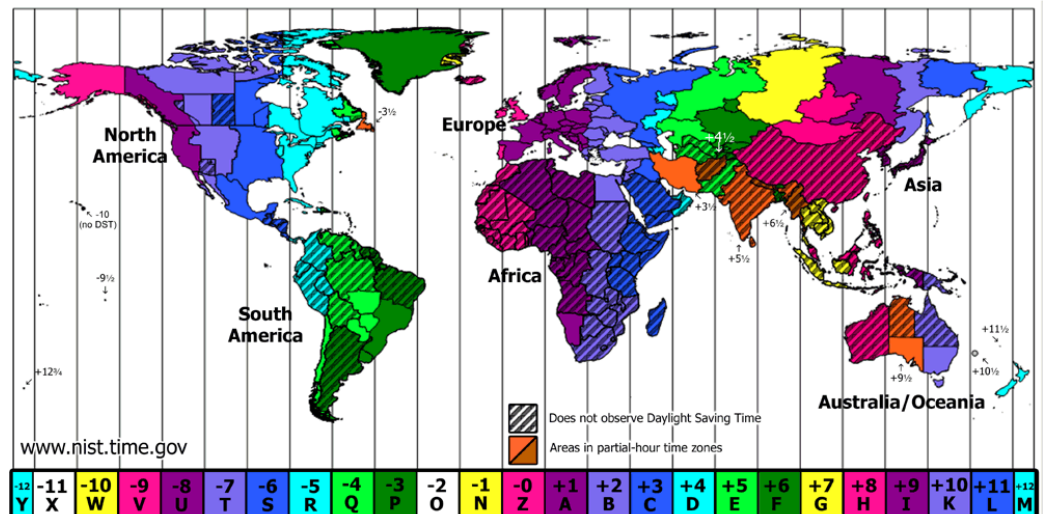 -3½
North
America
Europe
+4½
Asia
-10
(no DST)
+3½
+6½
+5½
-9½
Africa
South
America
+11½
+10½
+12¾
+9½
Australia/Oceania
Does not observe Daylight Saving Time
Areas in partial-hour time zones
www.nist.time.gov
-12 -11 -10 -9 -8 -7 -6 -5 -4 -3 -2 -1 -0 +1 +2 +3 +4 +5 +6 +7 +8 +9 +10 +11 +12
Y X W V U T S R Q P O N Z A B C D E F G H I K L M